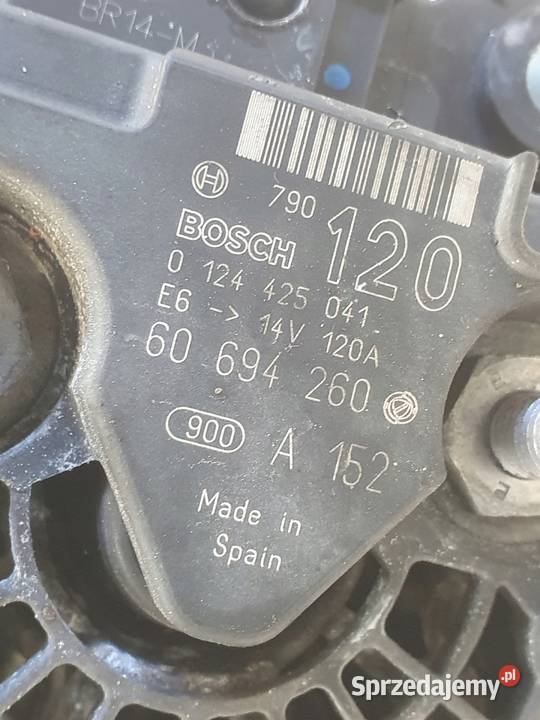 BR14-M
790
120
BOSCH
0 124 425 041
E6 -> 14V 120A
60 694 260
900 A 152
Made in
Spain
Sprzedajemy.pl